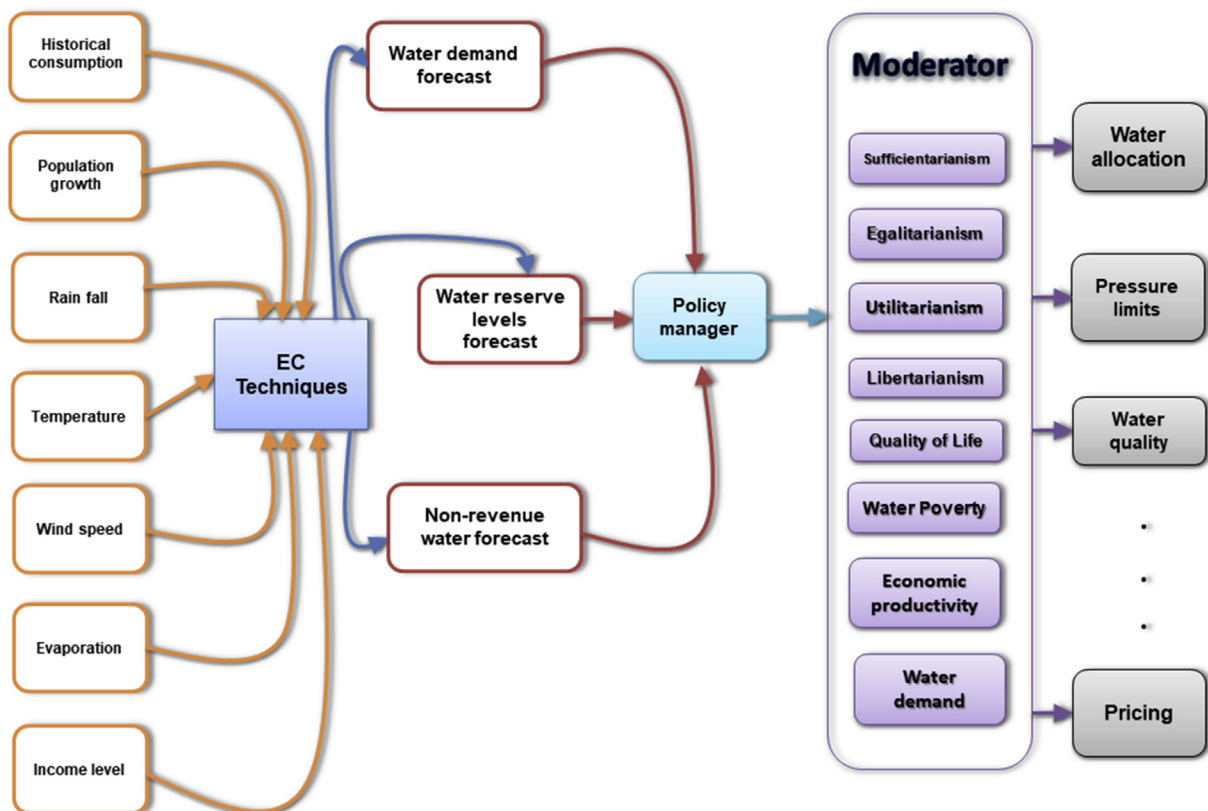 Historical
consumption
Population
growth
Rain fall
Temperature
Wind speed
Evaporation
Income level
EC
Techniques
Water demand
forecast
Water reserve
levels
forecast
Non-revenue
water forecast
Policy
manager
Moderator
Sufficientarianism
Egalitarianism
Utilitarianism
Libertarianism
Quality of Life
Water Poverty
Economic
productivity
Water
demand
Water
allocation
Pressure
limits
Water
quality
.
.
.
Pricing